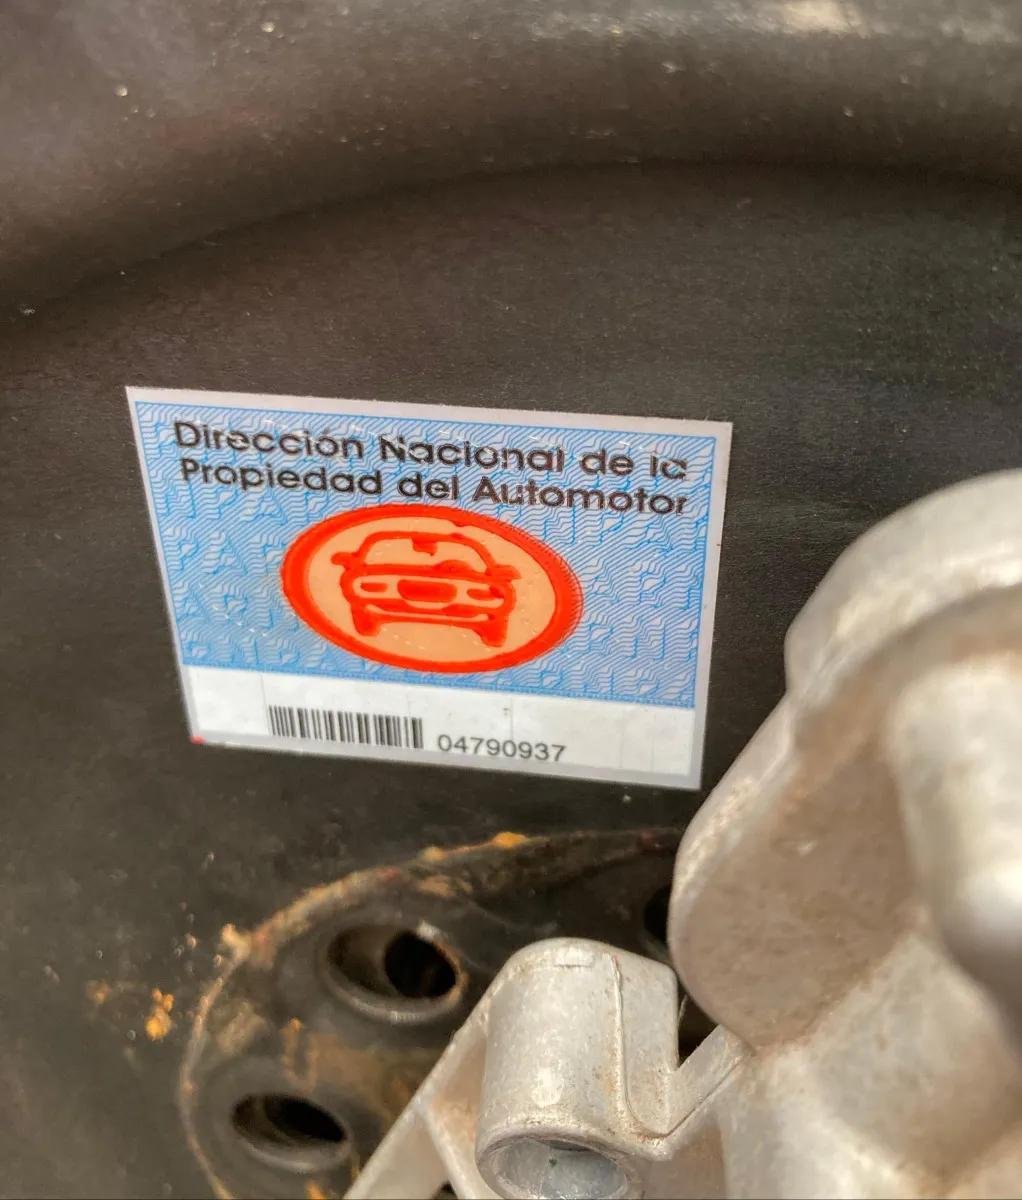 Dirección Nacional de la
Propiedad del Automotor
04790937